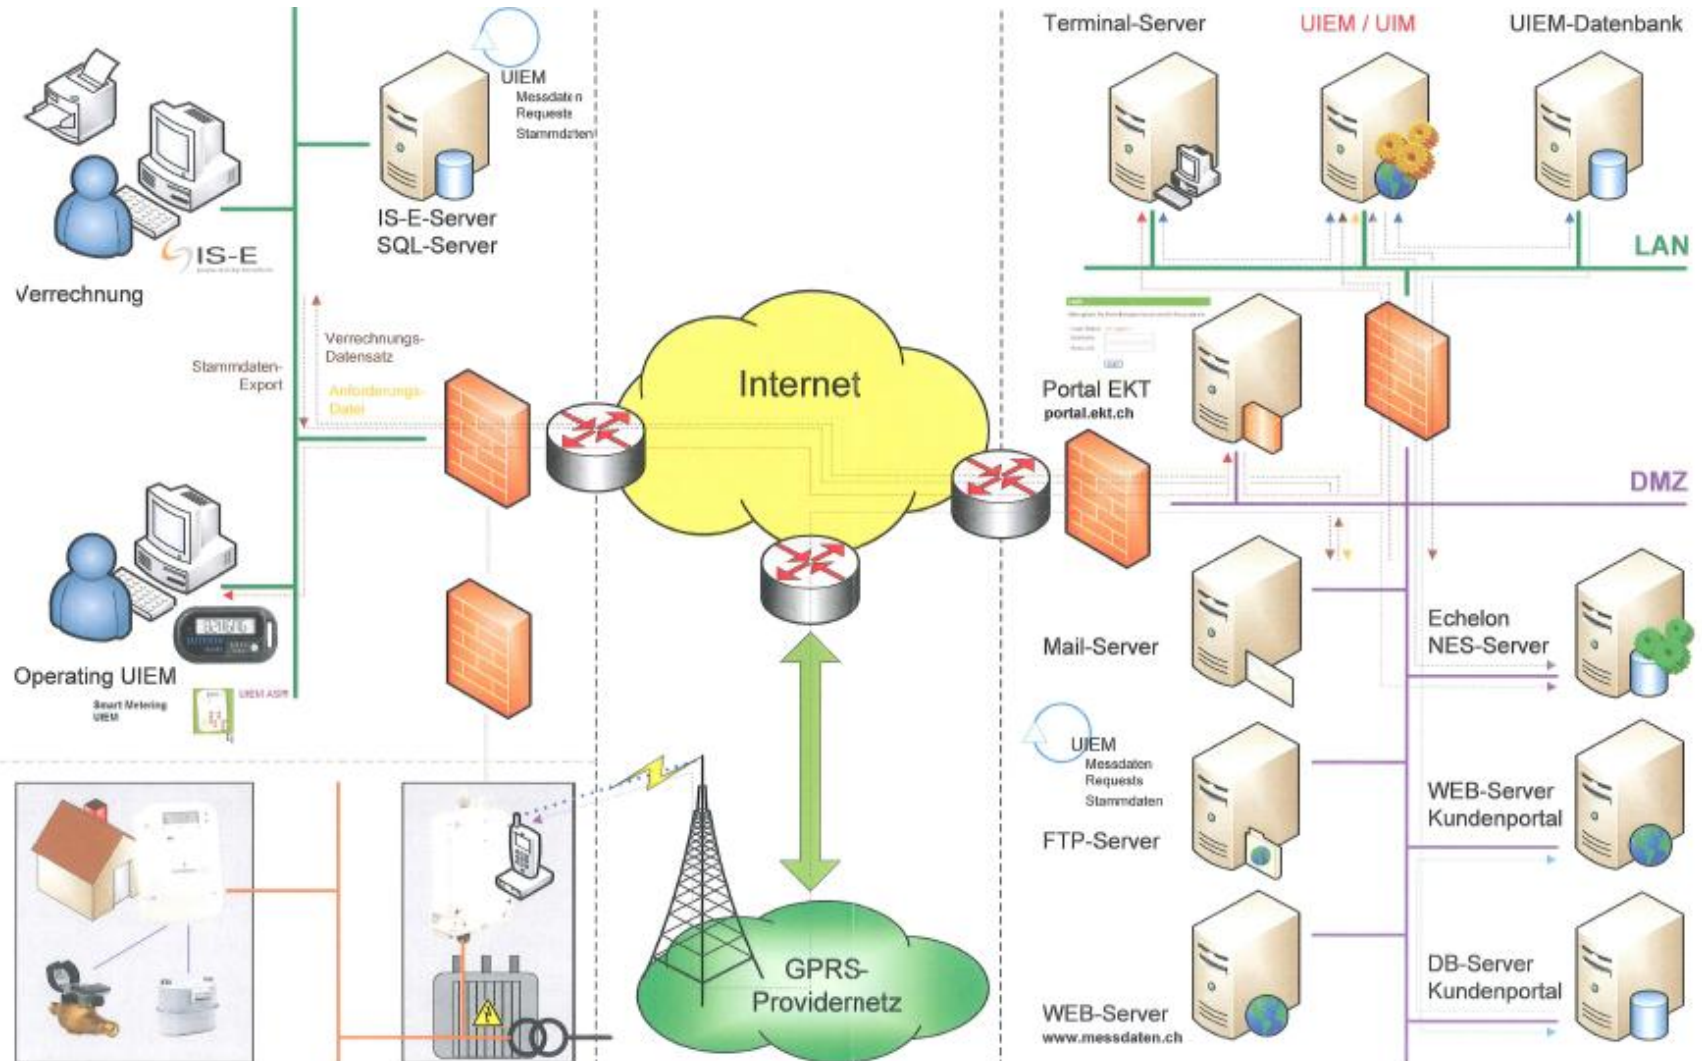 Terminal-Server
UIEM / UIM
UIEM-Datenbank
UIEM
Messdaten
Requests
Stammdaten
IS-E-Server
SQL-Server
IS-E
Verrechnung
LAN
Verrechnungs-
Datensatz
Stammdaten-
Export
Anforderungs-
Datei
Internet
Portal EKT
portal.ekt.ch
DMZ
Operating UIEM
Smart Metering
UIEM
UIEM ASP
Mail-Server
Echelon
NES-Server
UIEM
Messdaten
Requests
Stammdaten
FTP-Server
WEB-Server
Kundenportal
GPRS-
Providernetz
WEB-Server
www.messdaten.ch
DB-Server
Kundenportal